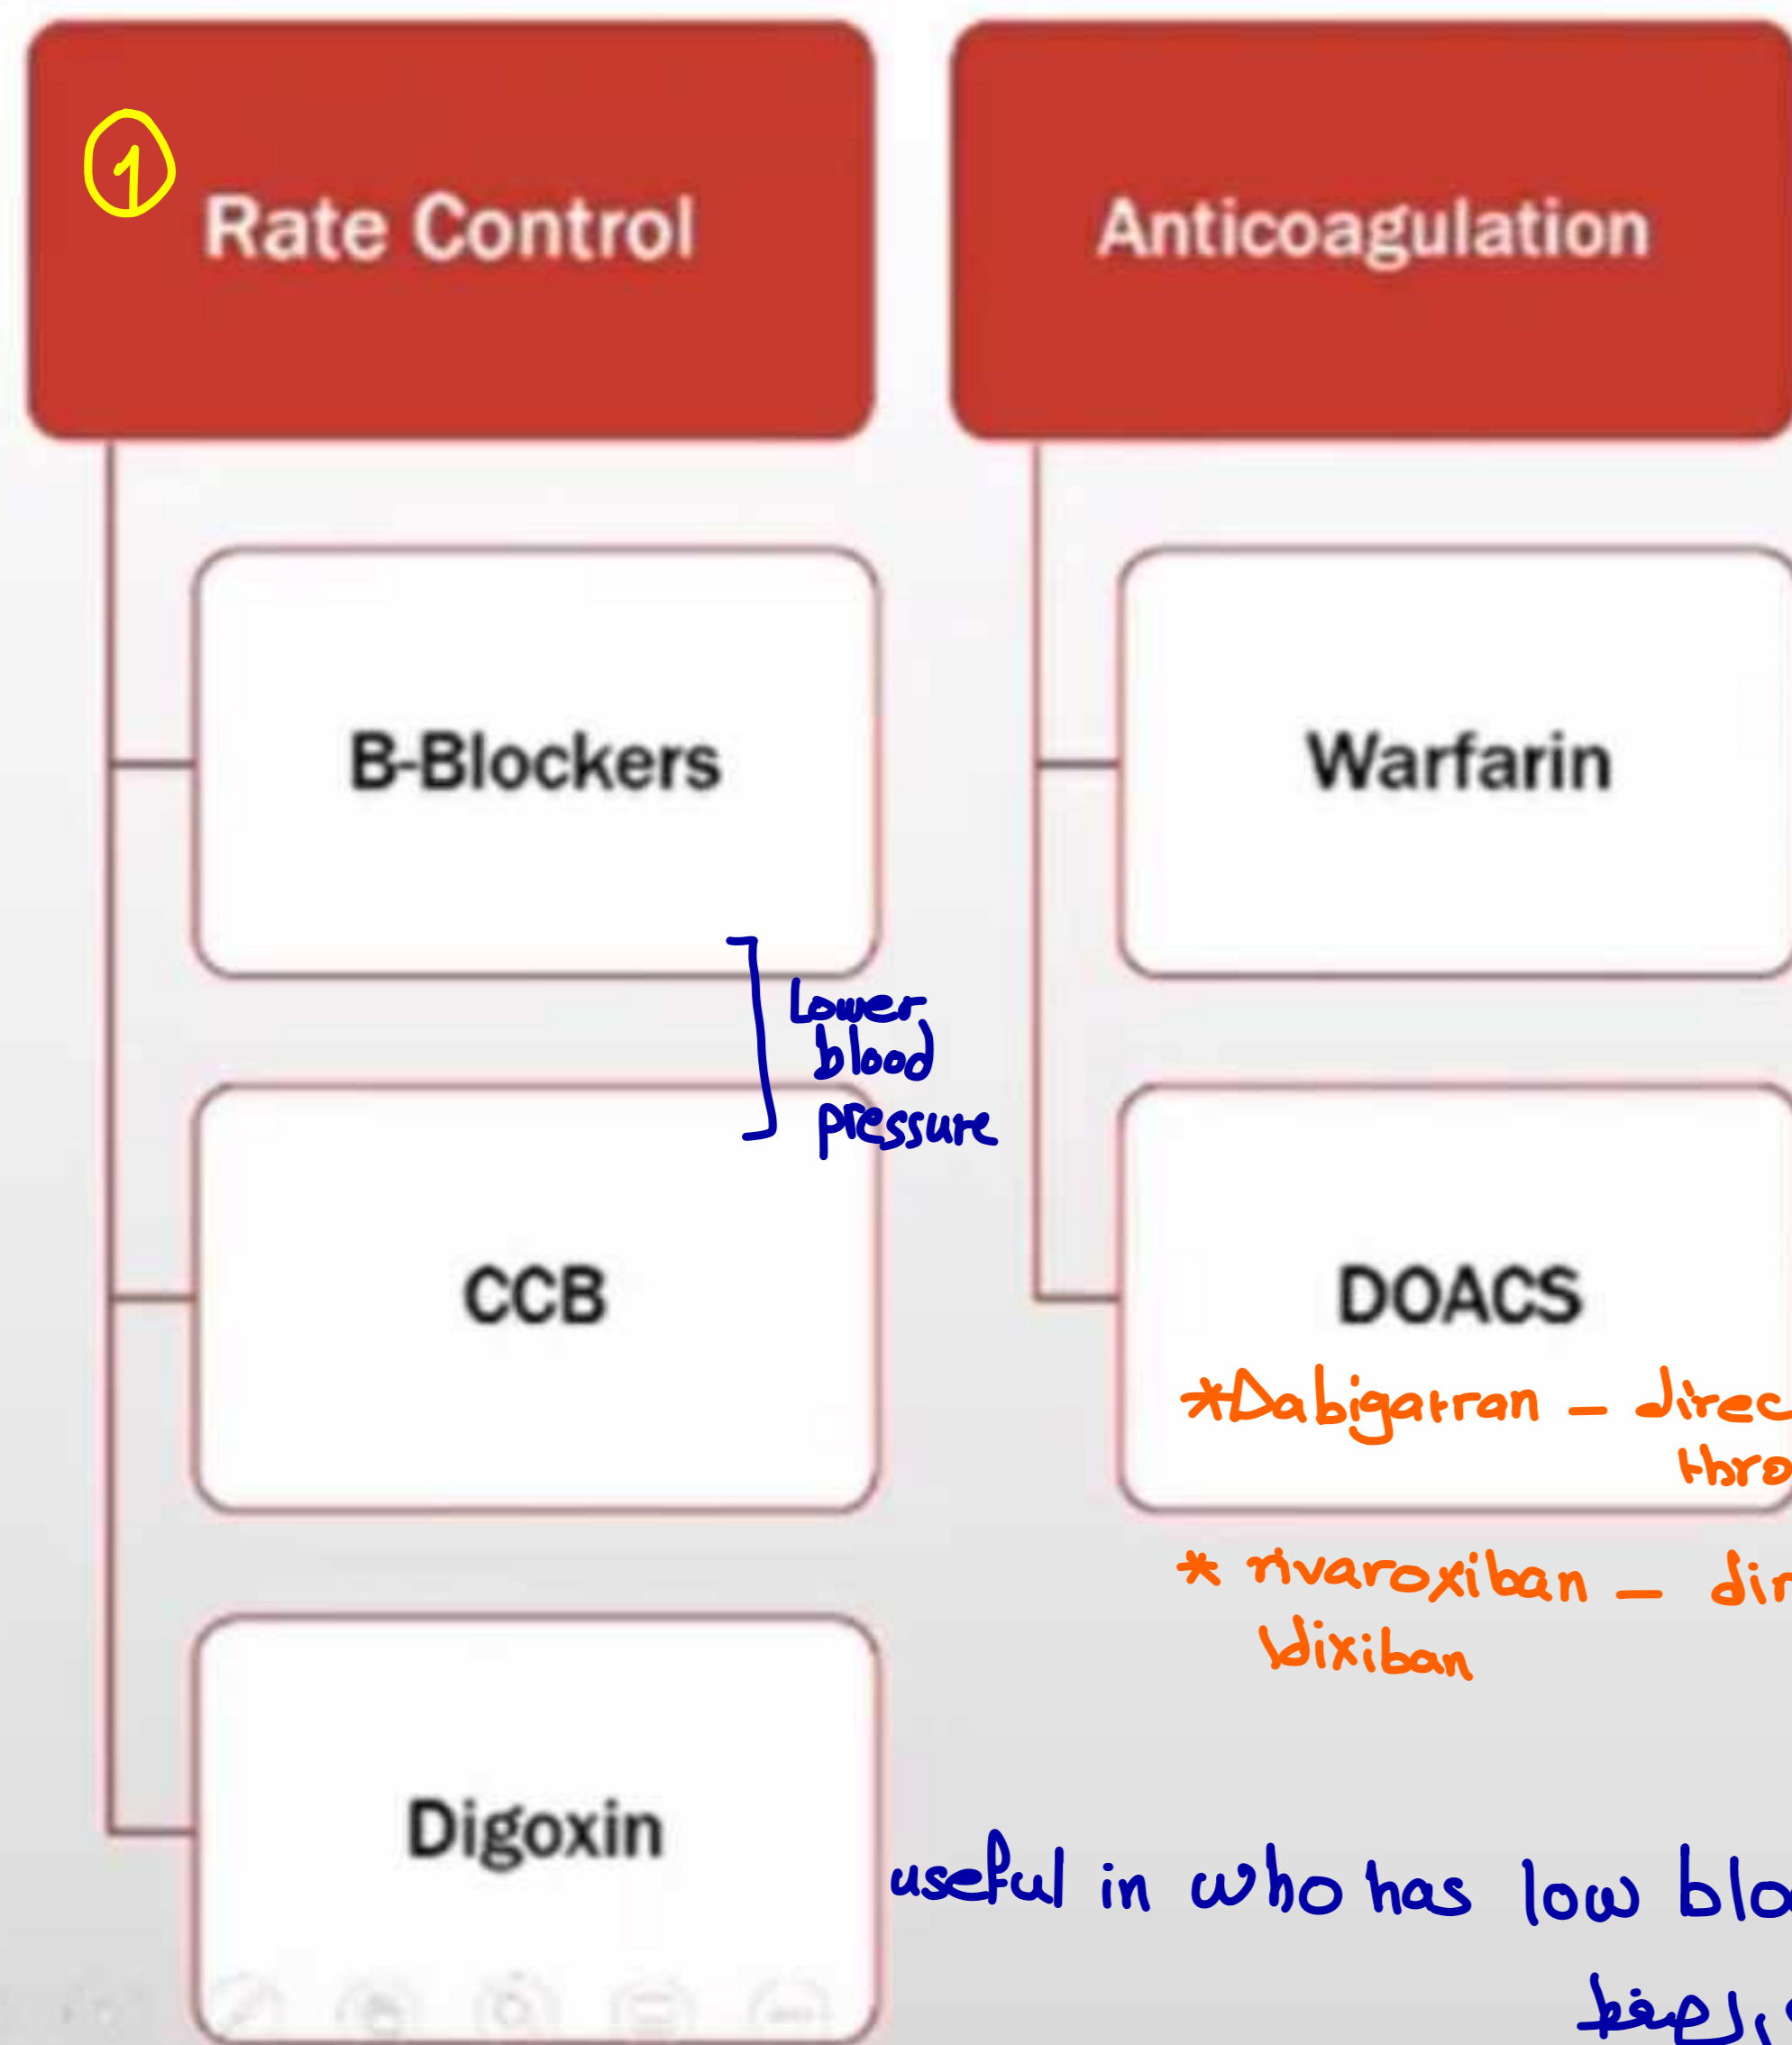 1
Rate Control
B-Blockers
Lower
blood
pressure
CCB
Digoxin
Anticoagulation
Warfarin
DOACS
*Dabigatran – direc
thro
* rivaroxiban – dir
dixiban
useful in who has low blo